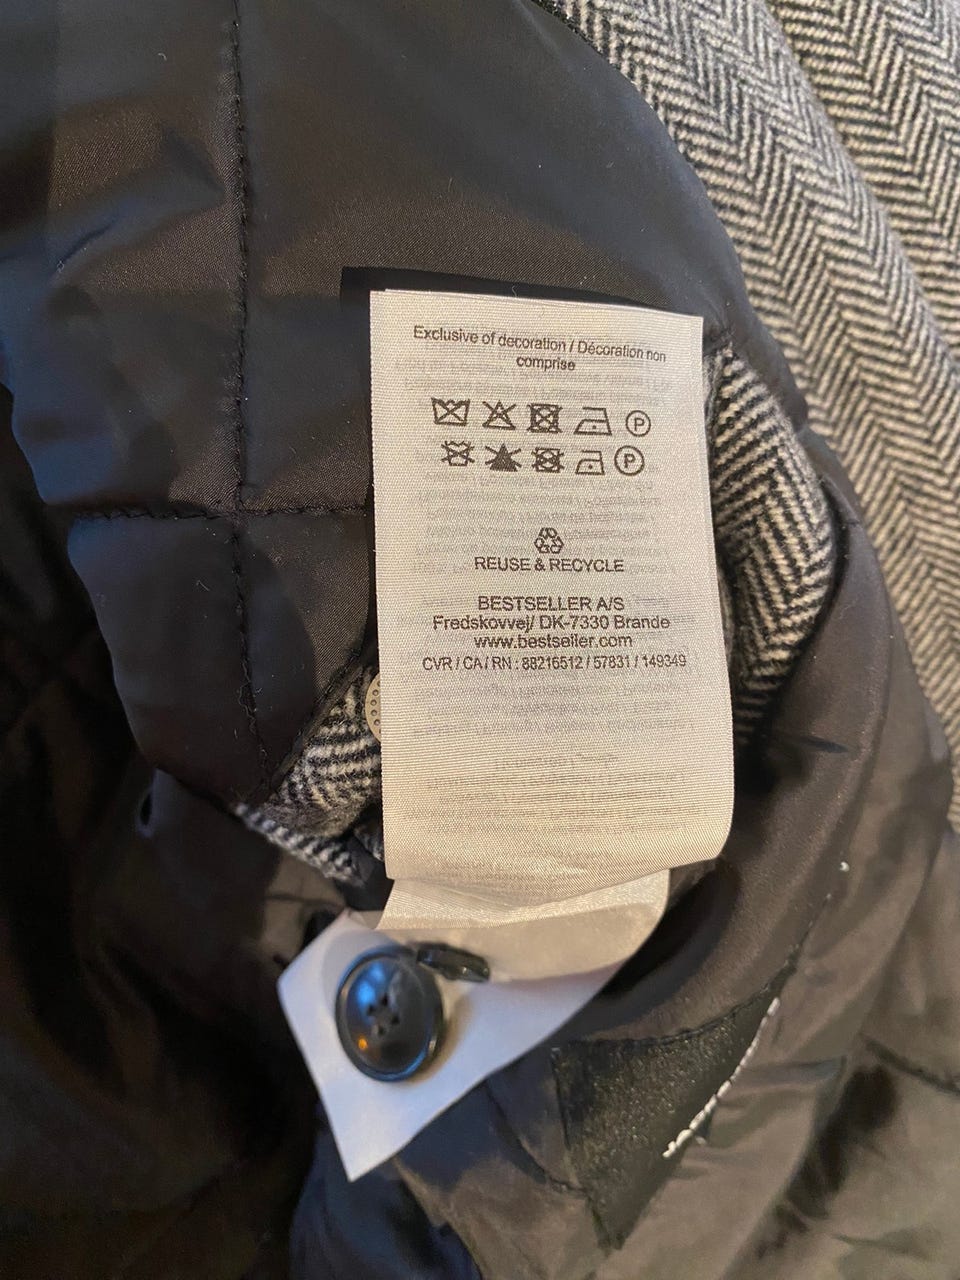 Exclusive of decoration / Décoration non
comprise
P
P
REUSE & RECYCLE
BESTSELLER A/S
Fredskovvej/ DK-7330 Brande
www.bestseller.com
CVR / CA / RN : 88216512 / 57831 / 149349